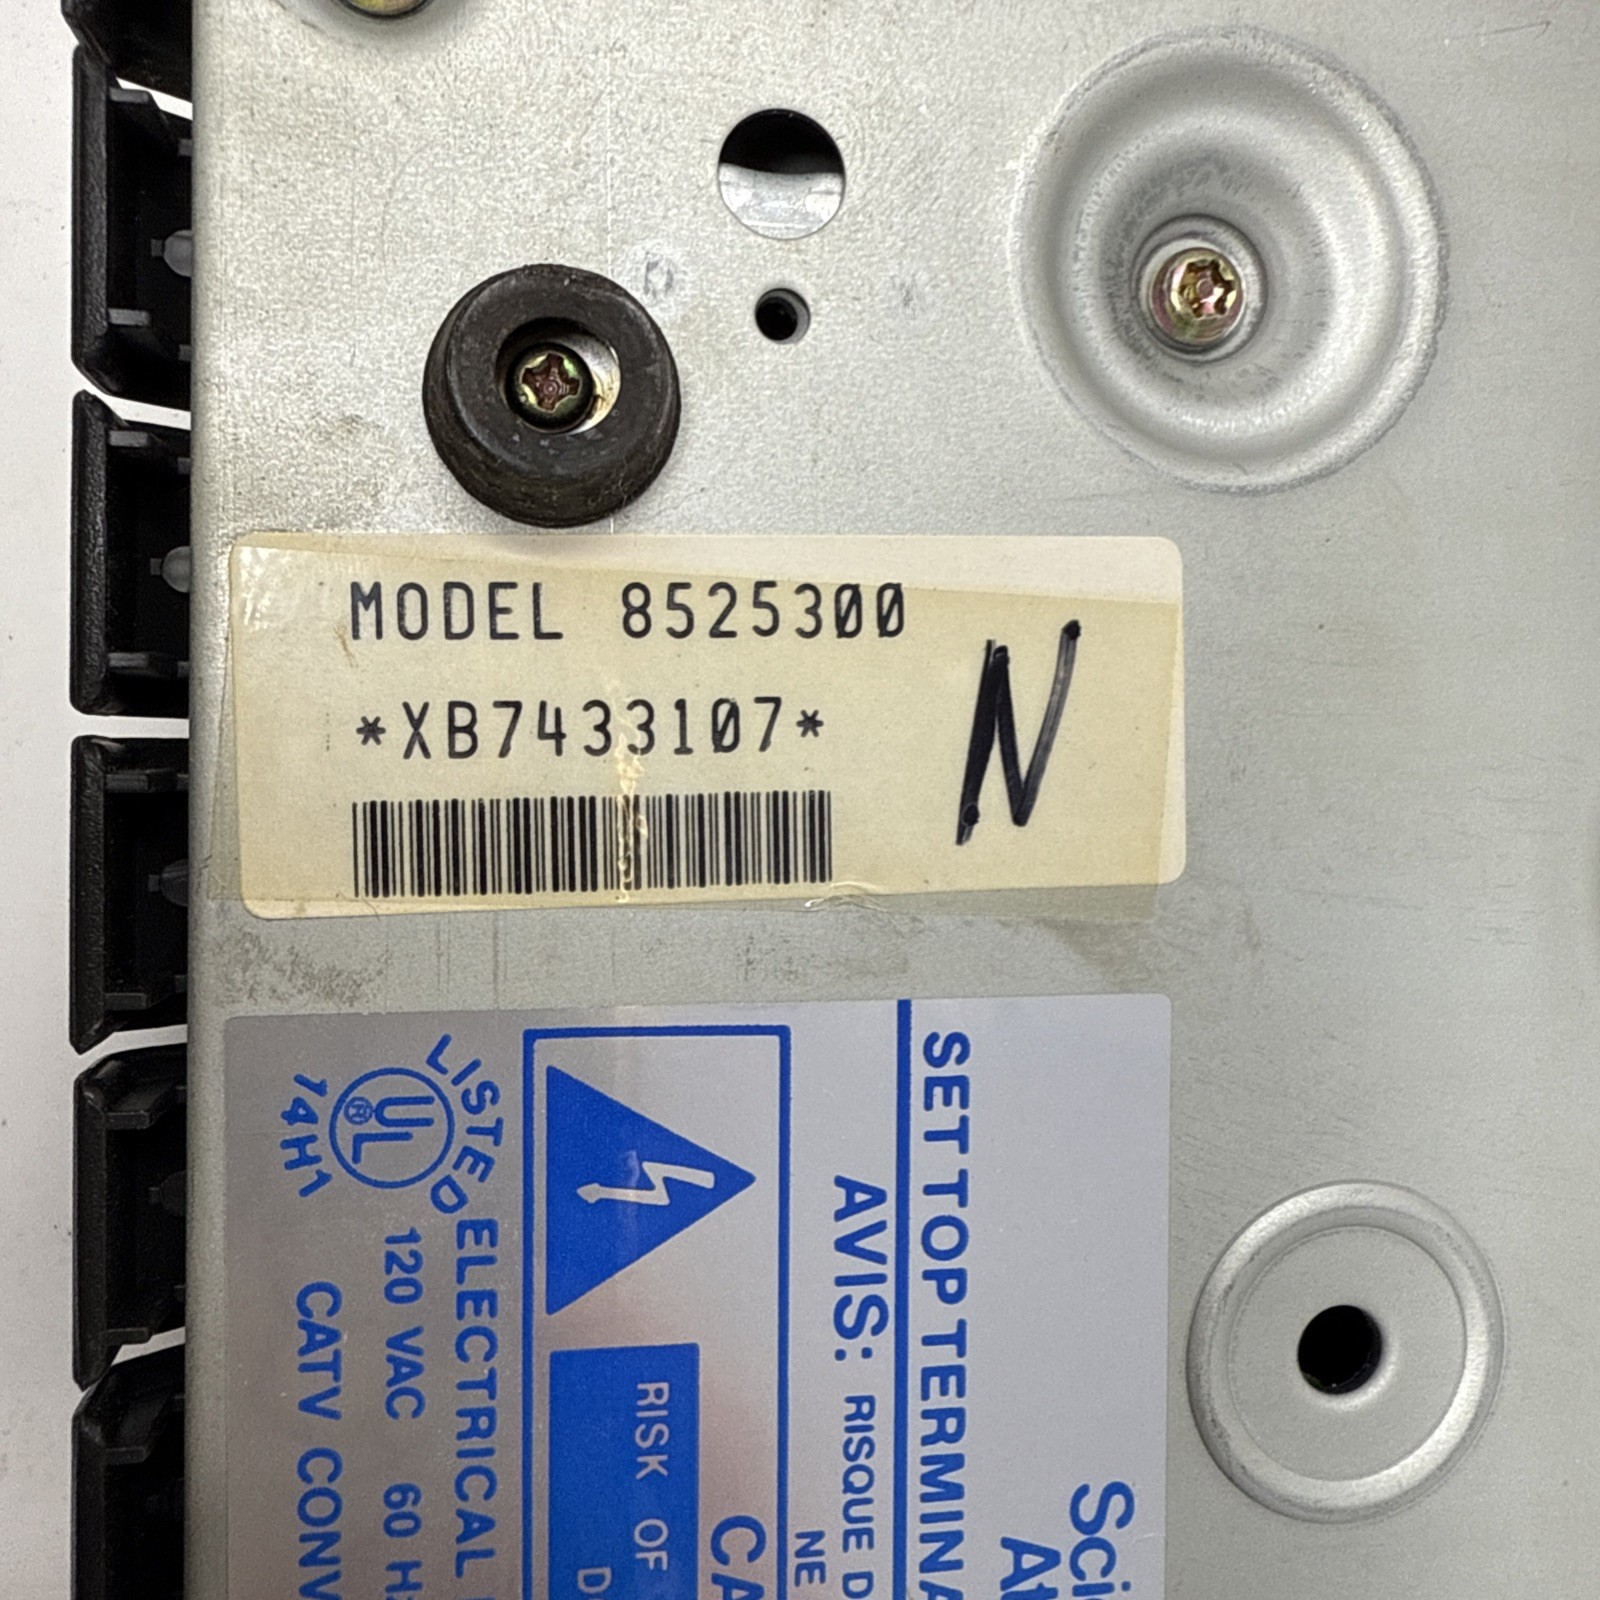 MODEL 8525300
*XB7433107*
N
Sci
At
SET TOP TERMINA
AVIS: RISQUE D
NE
CA
RISK OF
D
ELECTRICAL
LISTED
UL ®
74H1
120 VAC 60 H
CATV CONV